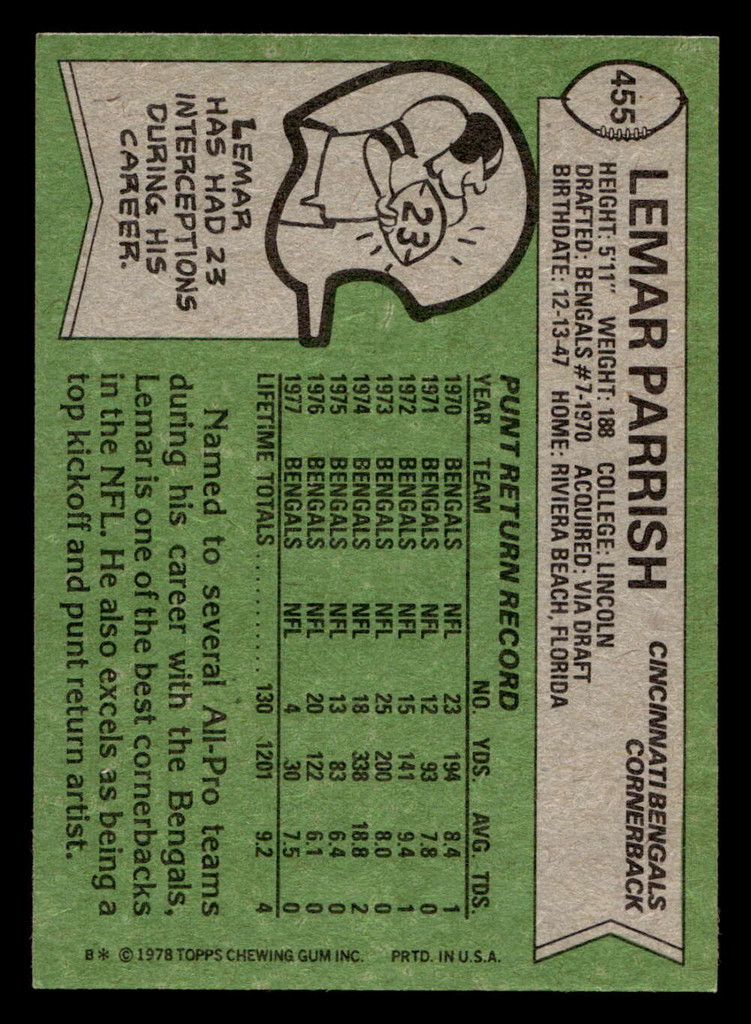 455
LEMAR PARRISH
CINCINNATI BENGALS
CORNERBACK
HEIGHT: 5'11" WEIGHT: 188 COLLEGE: LINCOLN
DRAFTED: BENGALS #7-1970 ACQUIRED: VIA DRAFT
BIRTHDATE: 12-13-47 HOME: RIVIERA BEACH, FLORIDA
23
LEMAR
HAS HAD 23
INTERCEPTIONS
DURING HIS
CAREER.
PUNT RETURN RECORD
YEAR TEAM NO. YDS. AVG. TDS.
1970 BENGALS NFL 23 194 8.4 1
1971 BENGALS NFL 12 93 7.8 0
1972 BENGALS NFL 15 141 9.4 1
1973 BENGALS NFL 25 200 8.0 0
1974 BENGALS NFL 18 338 18.8 2
1975 BENGALS NFL 13 83 6.4 0
1976 BENGALS NFL 20 122 6.1 0
1977 BENGALS NFL 4 30 7.5 0
LIFETIME TOTALS .......... 130 1201 9.2 4
Named to several All-Pro teams
during his career with the Bengals,
Lemar is one of the best cornerbacks
in the NFL. He also excels as being a
top kickoff and punt return artist.
B* © 1978 TOPPS CHEWING GUM INC. PRTD. IN U.S.A.